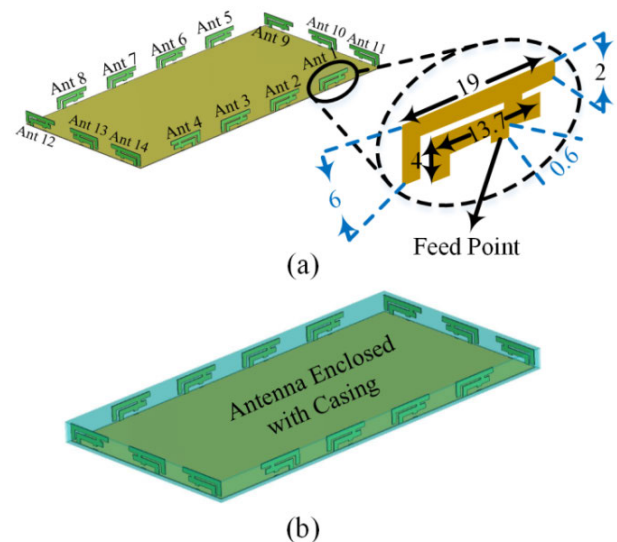 Ant 5
Ant 6
Ant 7
Ant 8
Ant 9
Ant 10
Ant 11
Ant 1
Ant 2
Ant 3
Ant 4
Ant 12
Ant 13
Ant 14
19
2
13.7
4
6
0.6
Feed Point
(a)
Antenna Enclosed
with Casing
(b)